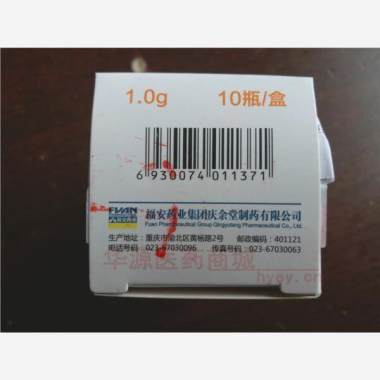 1.0g 10瓶/盒
6 930074 011371
FUAN 福安药业集团庆余堂制药有限公司
Fuan Pharmaceutical Group Qingyutang Pharmaceutical Co., Ltd.
生产地址: 重庆市渝北区黄杨路2号 邮政编码: 401121
电话号码: 023-67030096 传真号码: 023-67030063
华源医药商城
hyey.cn